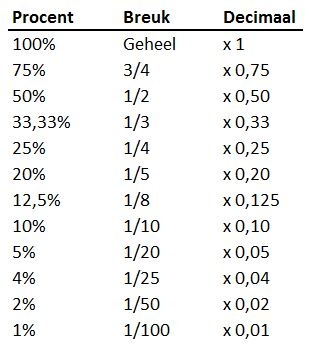 Procent Breuk Decimaal
100% Geheel x 1
75% 3/4 x 0,75
50% 1/2 x 0,50
33,33% 1/3 x 0,33
25% 1/4 x 0,25
20% 1/5 x 0,20
12,5% 1/8 x 0,125
10% 1/10 x 0,10
5% 1/20 x 0,05
4% 1/25 x 0,04
2% 1/50 x 0,02
1% 1/100 x 0,01